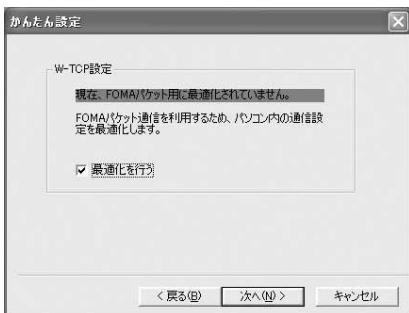 かんたん設定
W-TCP設定
現在、FOMAパケット用に最適化されていません。
FOMAパケット通信を利用するため、パソコン内の通信設
定を最適化します。
最適化を行う
< 戻る(B)
次へ(N) >
キャンセル